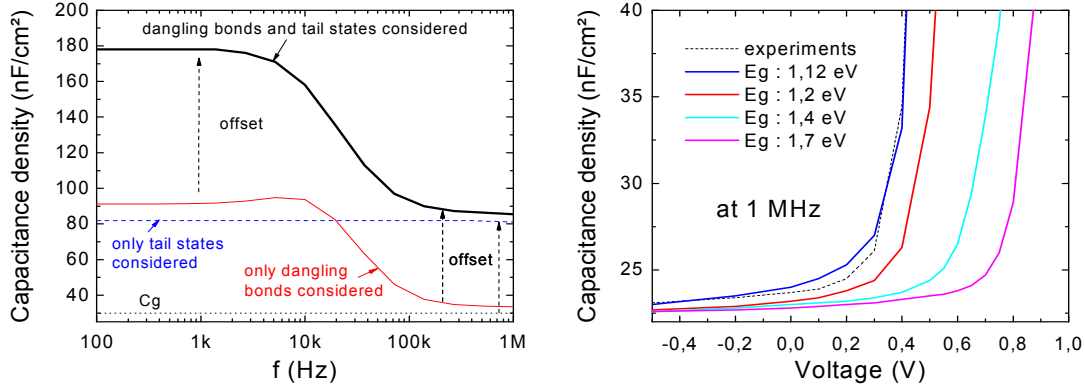 Capacitance density (nF/cm²)
200
180
160
140
120
100
80
60
40
dangling bonds and tail states considered
offset
only tail states
considered
only dangling
bonds considered
offset
Cg
100
1k
10k
100k
1M
f (Hz)
Capacitance density (nF/cm²)
40
35
30
25
experiments
Eg : 1,12 eV
Eg : 1,2 eV
Eg : 1,4 eV
Eg : 1,7 eV
at 1 MHz
-0,4
-0,2
0,0
0,2
0,4
0,6
0,8
1,0
Voltage (V)